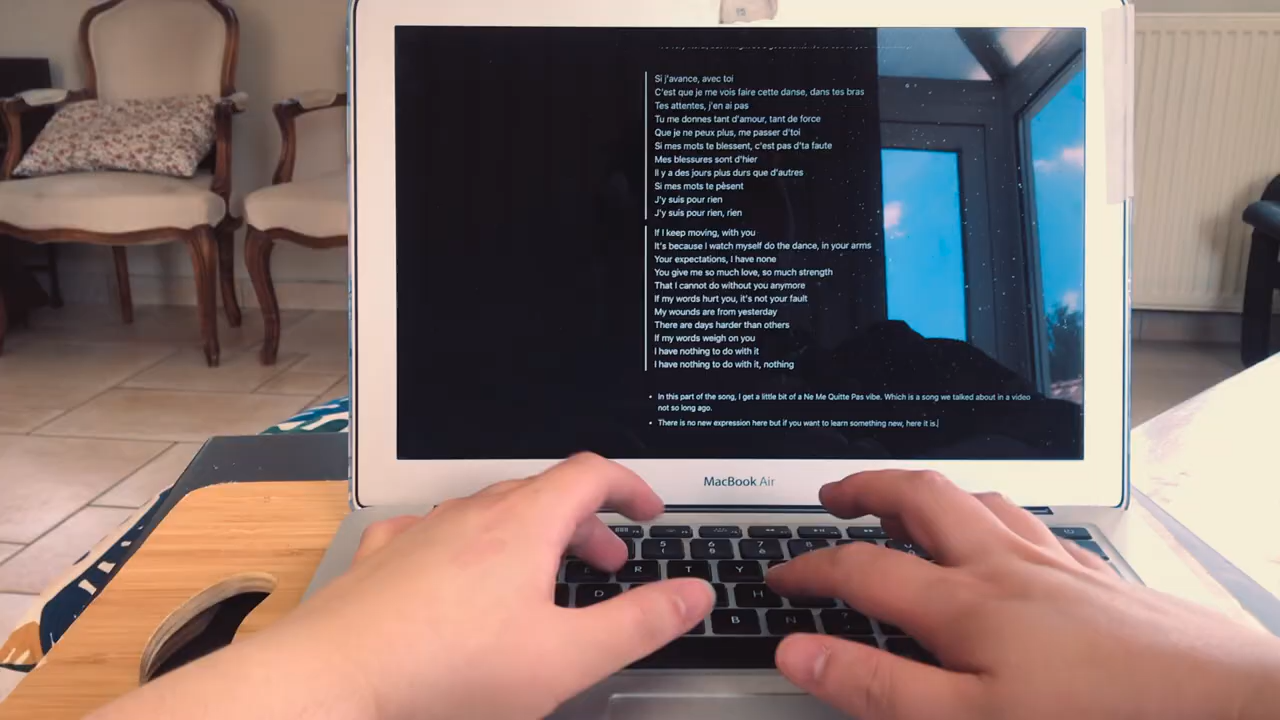 Si j'avance, avec toi
C'est que je me vois faire cette danse, dans tes bras
Tes attentes, j'en ai pas
Tu me donnes tant d'amour, tant de force
Que je ne peux plus, me passer d'toi
Si mes mots te blessent, c'est pas d'ta faute
Mes blessures sont d'hier
Il y a des jours plus durs que d'autres
Si mes mots te pèsent
J'y suis pour rien
J'y suis pour rien, rien
If I keep moving, with you
It's because I watch myself do the dance, in your arms
Your expectations, I have none
You give me so much love, so much strength
That I cannot do without you anymore
If my words hurt you, it's not your fault
My wounds are from yesterday
There are days harder than others
If my words weigh on you
I have nothing to do with it
I have nothing to do with it, nothing
• In this part of the song, I get a little bit of a Ne Me Quitte Pas vibe. Which is a song we talked about in a video
not so long ago.
• There is no new expression here but if you want to learn something new, here it is.
MacBook Air
5 6 7 8
R T Y
D H
B N